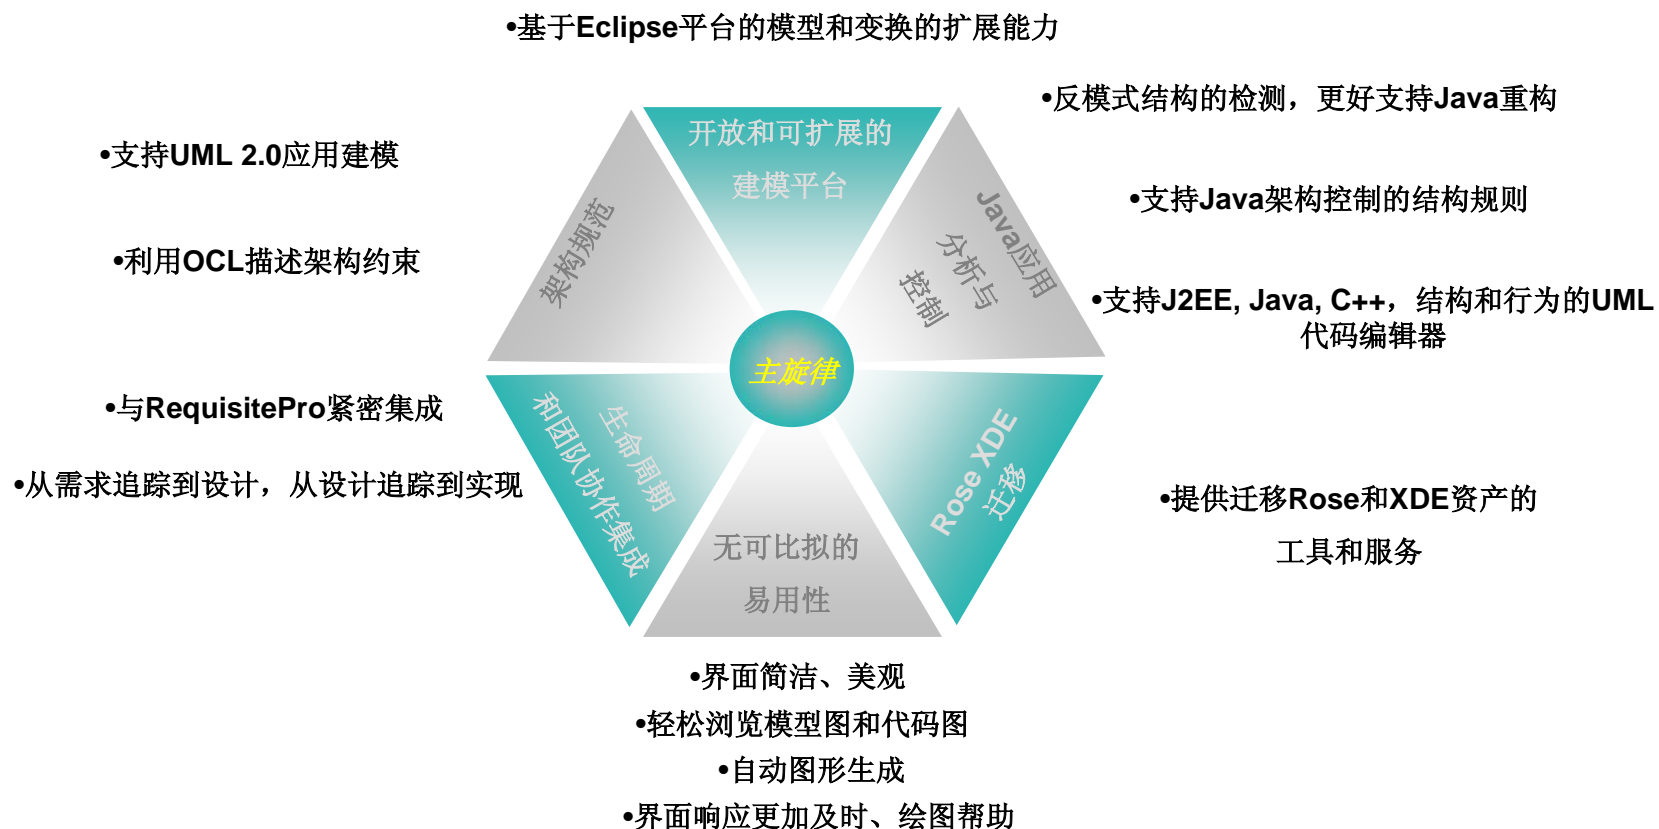 •基于Eclipse平台的模型和变换的扩展能力
•反模式结构的检测，更好支持Java重构
开放和可扩展的
建模平台
•支持UML 2.0应用建模
•支持Java架构控制的结构规则
Java应用
分析与
控制
架构规范
•利用OCL描述架构约束
•支持J2EE, Java, C++，结构和行为的UML
代码编辑器
主旋律
•与RequisitePro紧密集成
生命周期
和团队协作集成
Rose XDE
迁移
•从需求追踪到设计，从设计追踪到实现
•提供迁移Rose和XDE资产的
工具和服务
无可比拟的
易用性
•界面简洁、美观
•轻松浏览模型图和代码图
•自动图形生成
•界面响应更加及时、绘图帮助